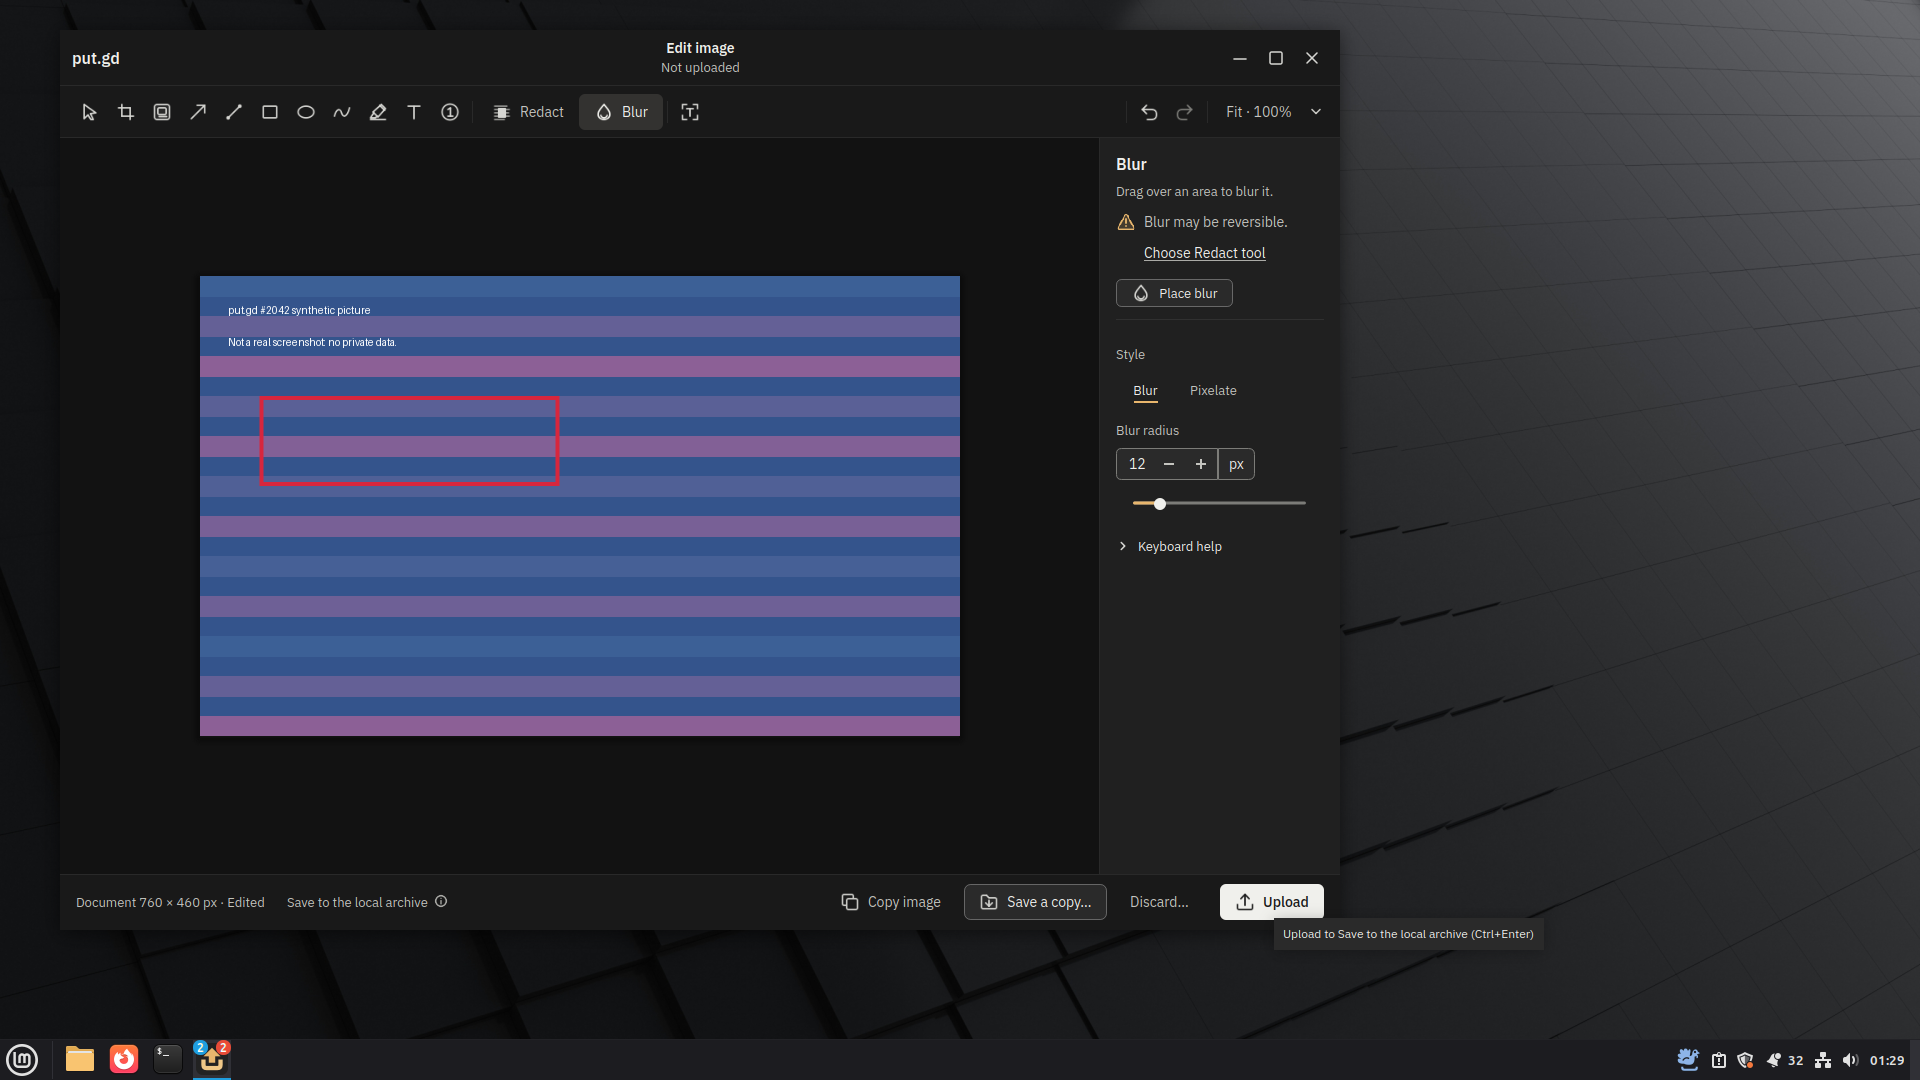 put.gd
Edit image
Not uploaded
Redact
Blur
Fit · 100%
Blur
Drag over an area to blur it.
Blur may be reversible.
Choose Redact tool
Place blur
Style
Blur
Pixelate
Blur radius
12
px
Keyboard help
put.gd #2042 synthetic picture
Not a real screenshot: no private data.
Document 760 × 460 px · Edited
Save to the local archive
Copy image
Save a copy...
Discard...
Upload
Upload to Save to the local archive (Ctrl+Enter)
2
2
32
01:29